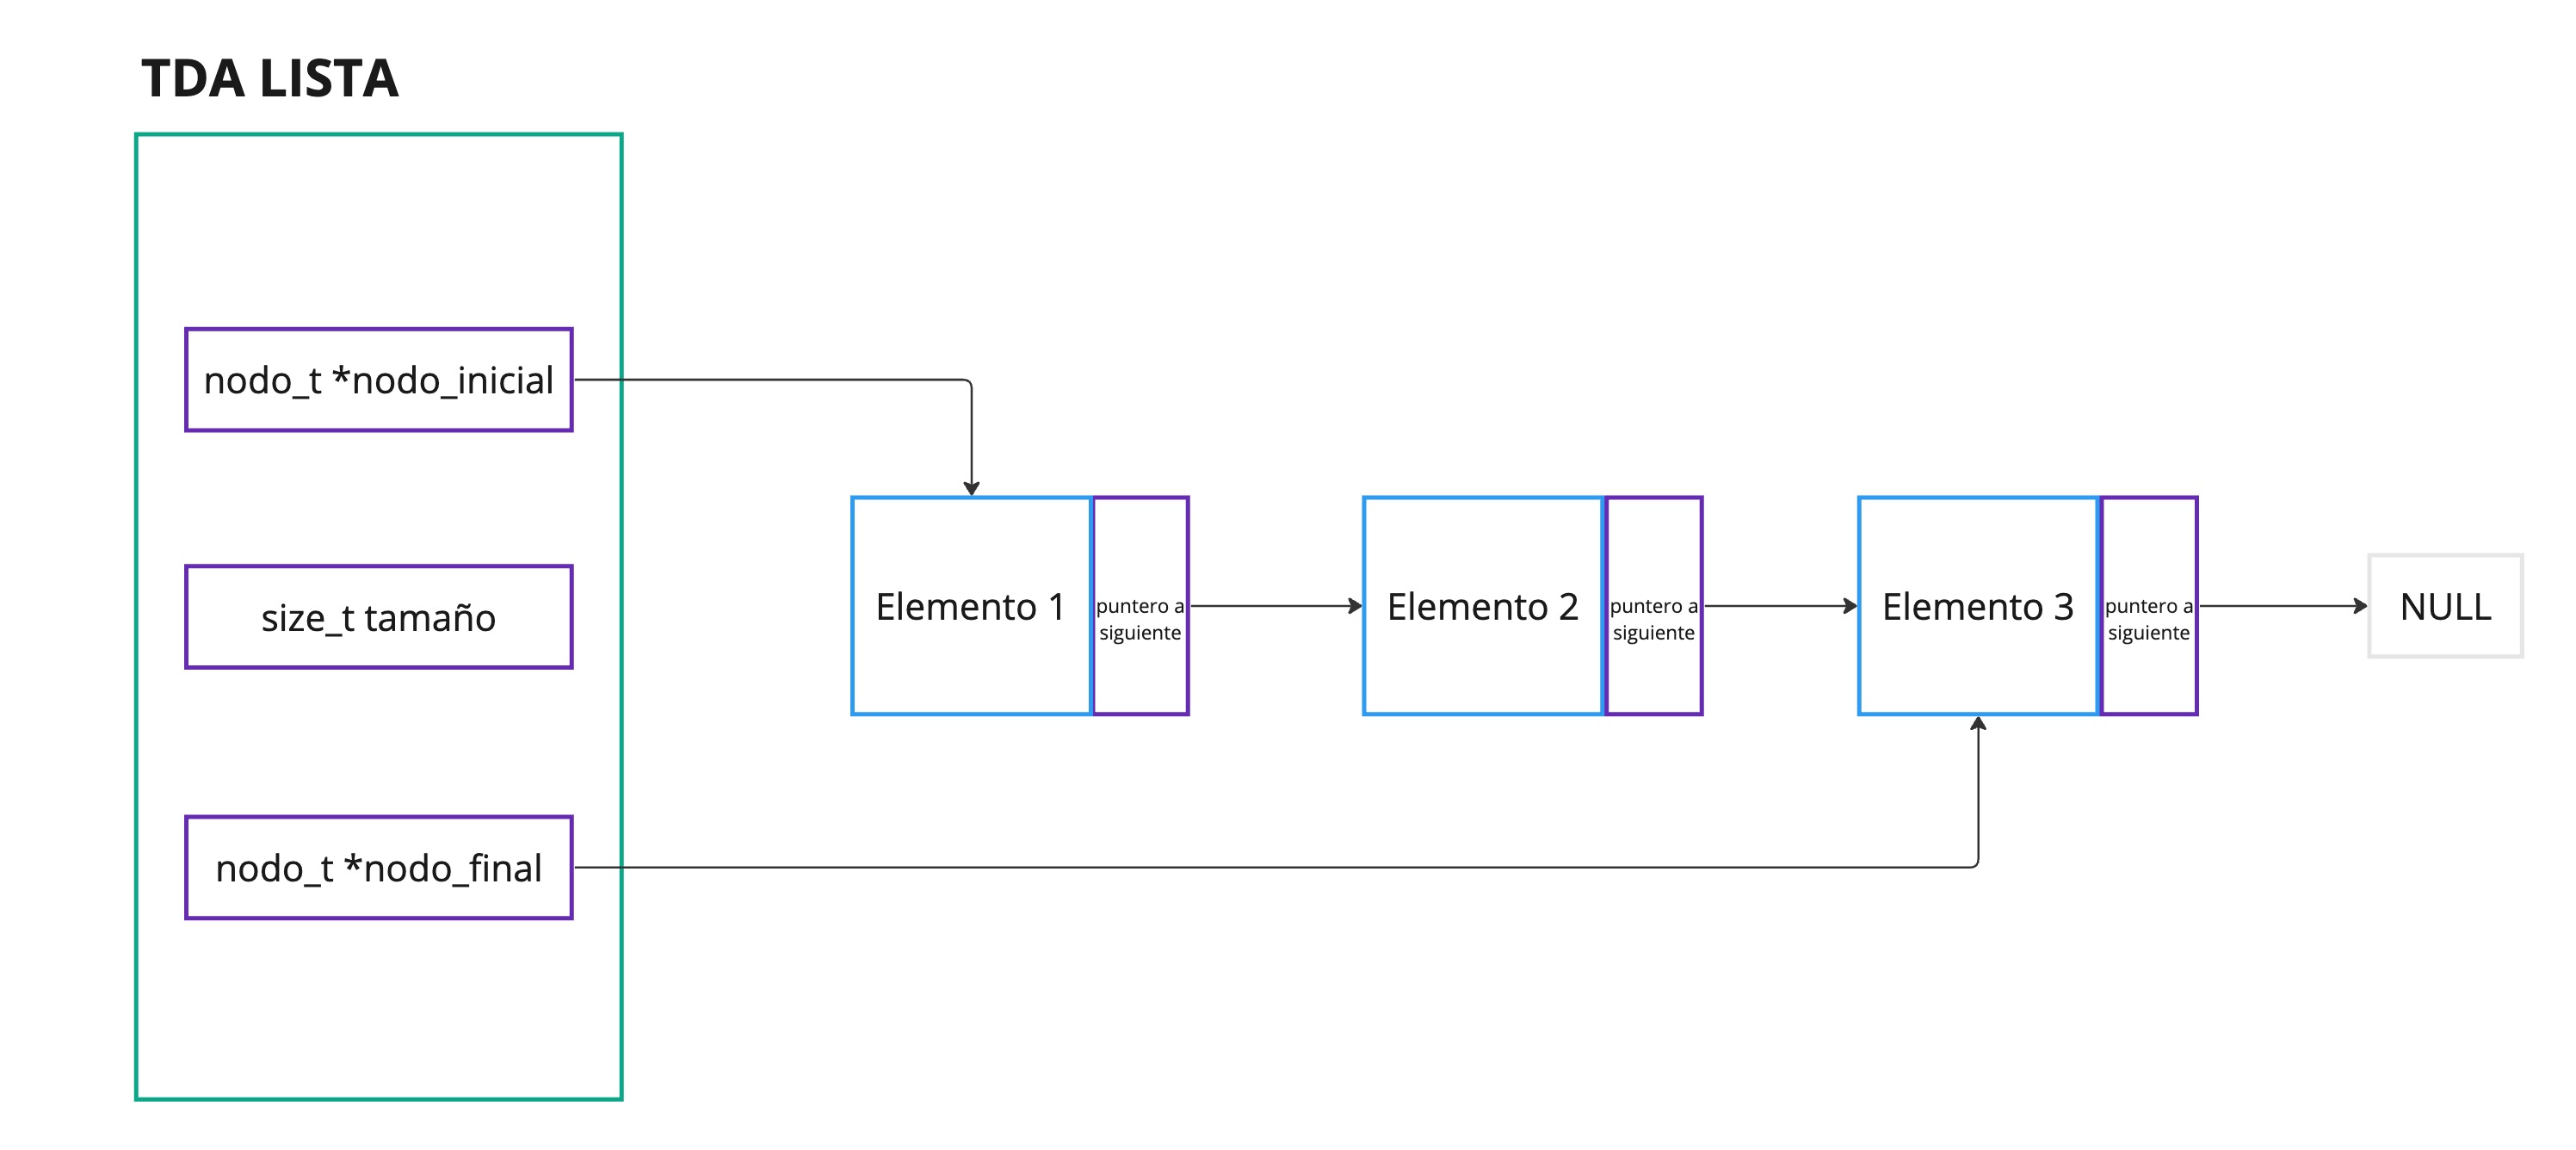 TDA LISTA
nodo_t *nodo_inicial
size_t tamaño
nodo_t *nodo_final
Elemento 1
puntero a
siguiente
Elemento 2
puntero a
siguiente
Elemento 3
puntero a
siguiente
NULL